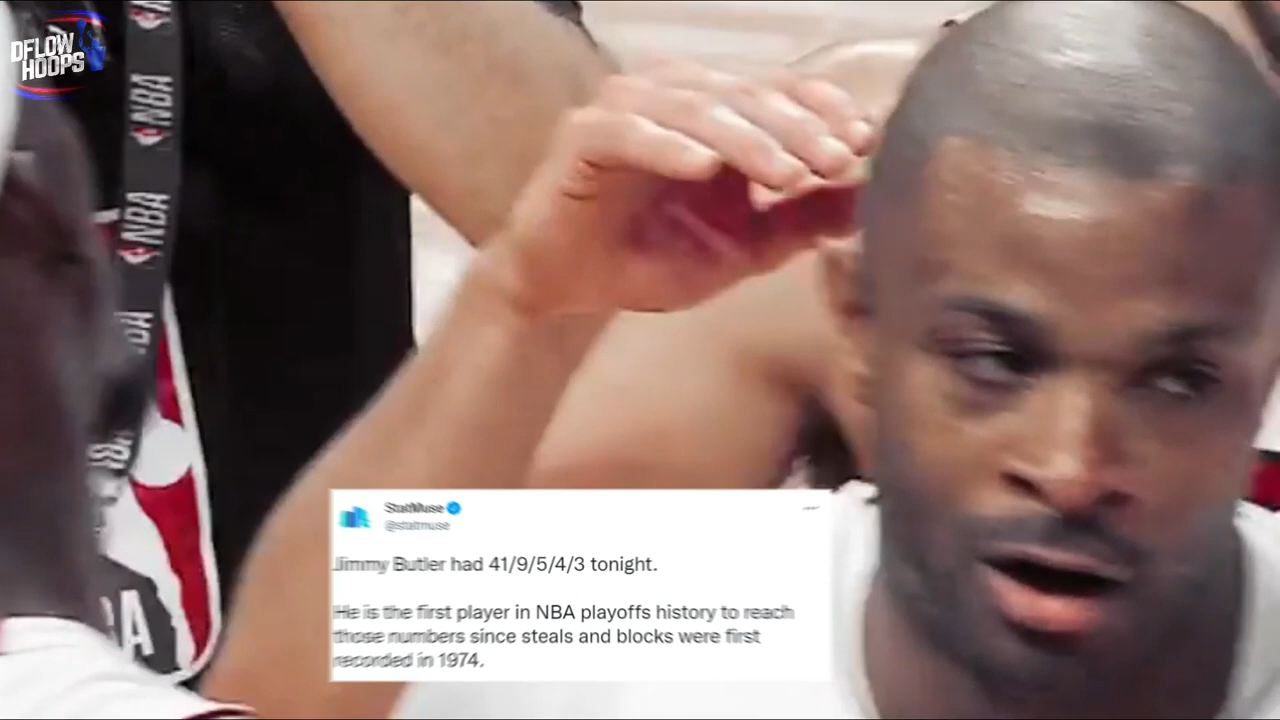 DFLOW
HOOPS
NBA
NBA
NBA
StatMuse
@statmuse
Jimmy Butler had 41/9/5/4/3 tonight.
He is the first player in NBA playoffs history to reach
those numbers since steals and blocks were first
recorded in 1974.